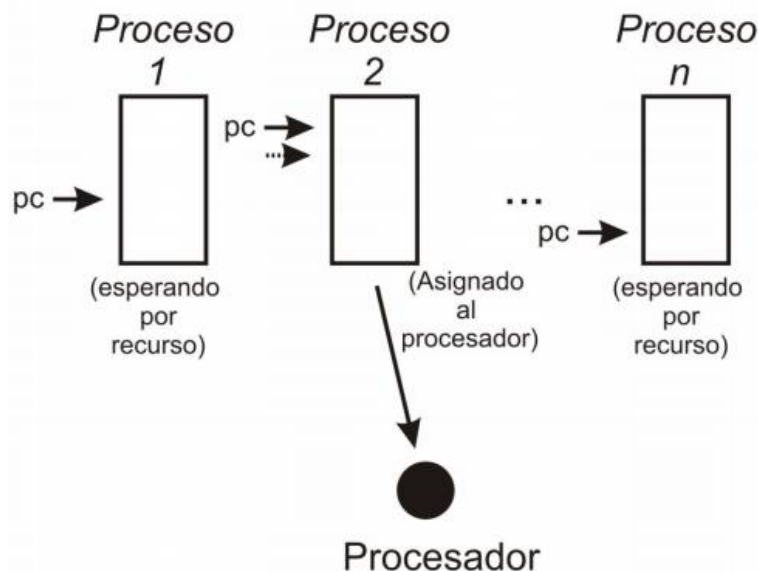 Proceso
1
Proceso
2
Proceso
n
pc
pc
...
pc
(esperando
por
recurso)
(Asignado
al
procesador)
(esperando
por
recurso)
Procesador